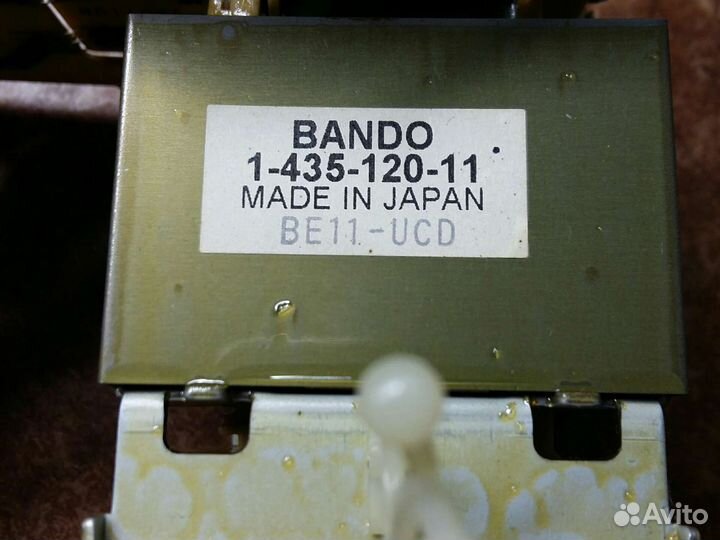 BANDO
1-435-120-11
MADE IN JAPAN
BE11-UCD
Avito